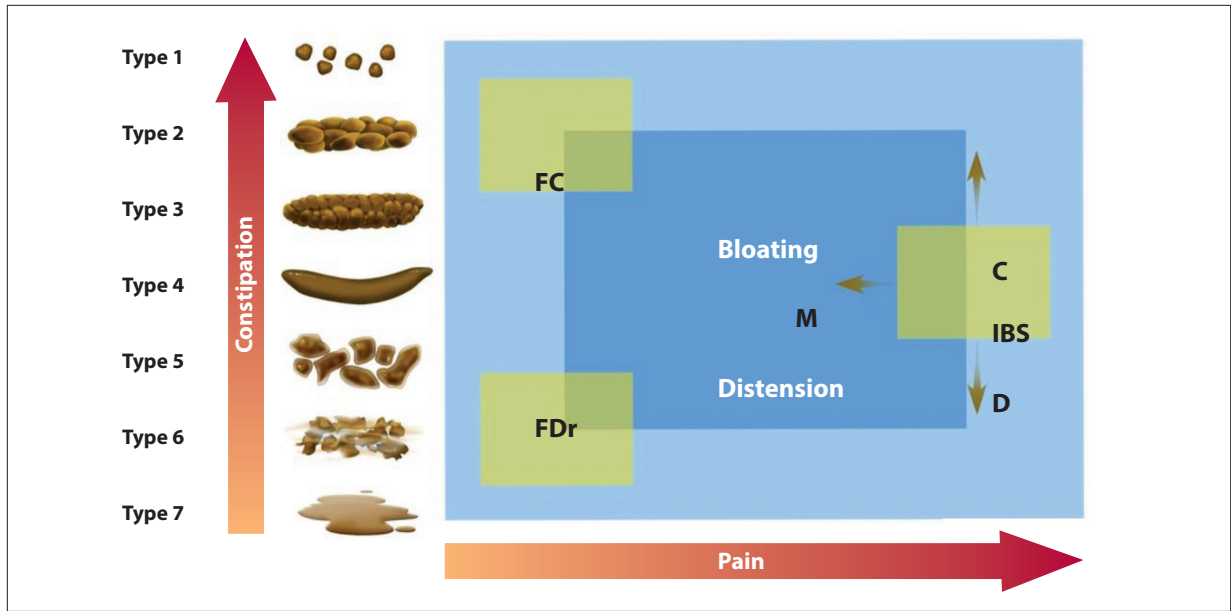 Type 1
Type 2
Type 3
Type 4
Type 5
Type 6
Type 7
Constipation
FC
Bloating
C
M
IBS
Distension
D
FDr
Pain